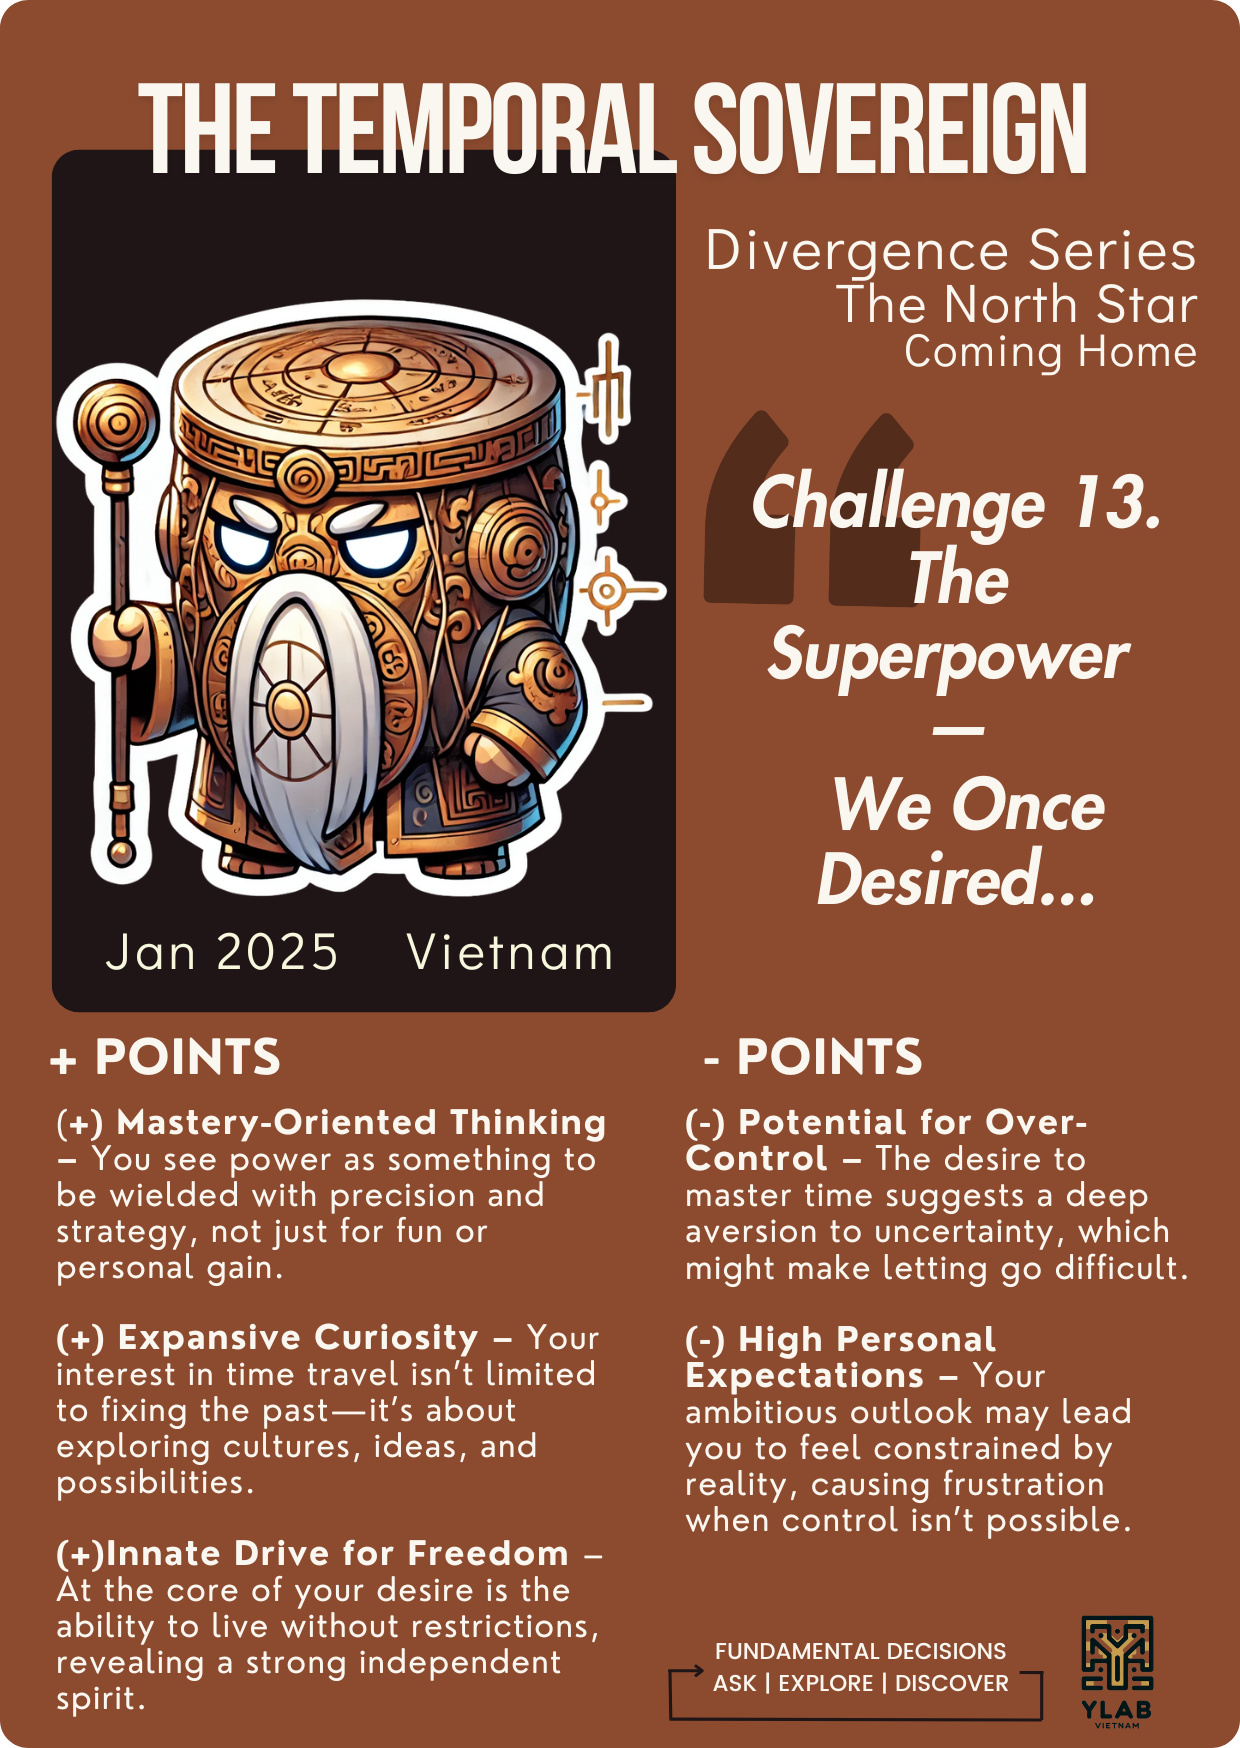 THE TEMPORAL SOVEREIGN
Divergence Series
The North Star
Coming Home
Challenge 13.
The
Superpower
—
We Once
Desired...
Jan 2025 Vietnam
+ POINTS
(+) Mastery-Oriented Thinking
– You see power as something to
be wielded with precision and
strategy, not just for fun or
personal gain.
(+) Expansive Curiosity – Your
interest in time travel isn’t limited
to fixing the past—it’s about
exploring cultures, ideas, and
possibilities.
(+)Innate Drive for Freedom –
At the core of your desire is the
ability to live without restrictions,
revealing a strong independent
spirit.
- POINTS
(-) Potential for Over-
Control – The desire to
master time suggests a deep
aversion to uncertainty, which
might make letting go difficult.
(-) High Personal
Expectations – Your
ambitious outlook may lead
you to feel constrained by
reality, causing frustration
when control isn’t possible.
FUNDAMENTAL DECISIONS
ASK | EXPLORE | DISCOVER
YLAB
VIETNAM